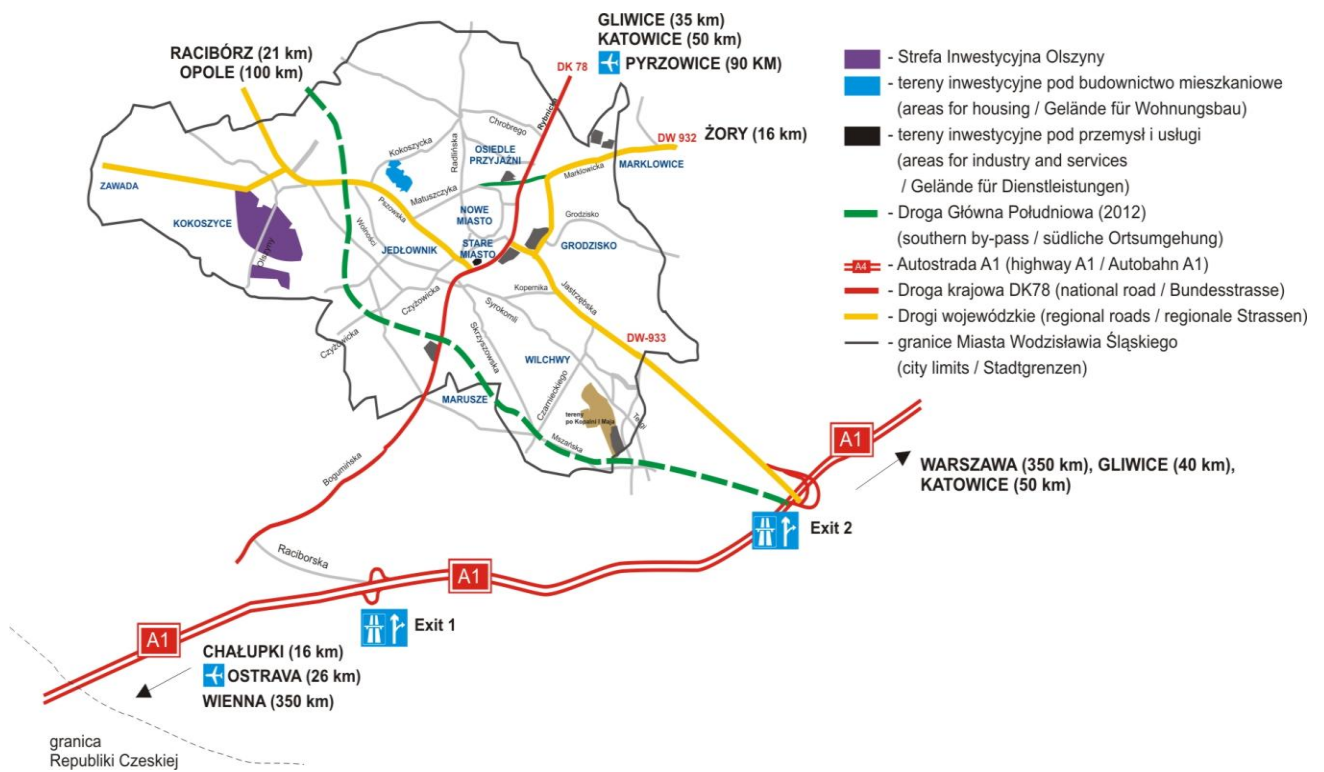 GLIWICE (35 km)
KATOWICE (50 km)
PYRZOWICE (90 KM)
RACIBÓRZ (21 km)
OPOLE (100 km)
DK 78
Rybnicka
DW 932
ŻORY (16 km)
Chrobrego
Kokoszycka
Radlińska
OSIEDLE
PRZYJAŹNI
MARKLOWICE
Marklowicka
ZAWADA
Matuszczyka
Pszowska
KOKOSZYCE
Olszyny
Wolności
NOWE
MIASTO
Grodzisko
JEDŁOWNIK
STARE
MIASTO
GRODZISKO
Kopernika
Jastrzębska
Czyżowicka
Syrokomli
Czyżowicka
Skrzyszowska
DW-933
WILCHWY
MARUSZE
Czarnieckiego
tereny
po Kopalni I Maja
Mszańska
Bogumińska
Raciborska
A1
WARSZAWA (350 km), GLIWICE (40 km),
KATOWICE (50 km)
Exit 2
A1
Exit 1
A1
CHAŁUPKI (16 km)
OSTRAVA (26 km)
WIENNA (350 km)
granica
Republiki Czeskiej
- Strefa Inwestycyjna Olszyny
- tereny inwestycyjne pod budownictwo mieszkaniowe
(areas for housing / Gelände für Wohnungsbau)
- tereny inwestycyjne pod przemysł i usługi
(areas for industry and services
/ Gelände für Dienstleistungen)
- Droga Główna Południowa (2012)
(southern by-pass / südliche Ortsumgehung)
A4 - Autostrada A1 (highway A1 / Autobahn A1)
- Droga krajowa DK78 (national road / Bundesstrasse)
- Drogi wojewódzkie (regional roads / regionale Strassen)
- granice Miasta Wodzisławia Śląskiego
(city limits / Stadtgrenzen)